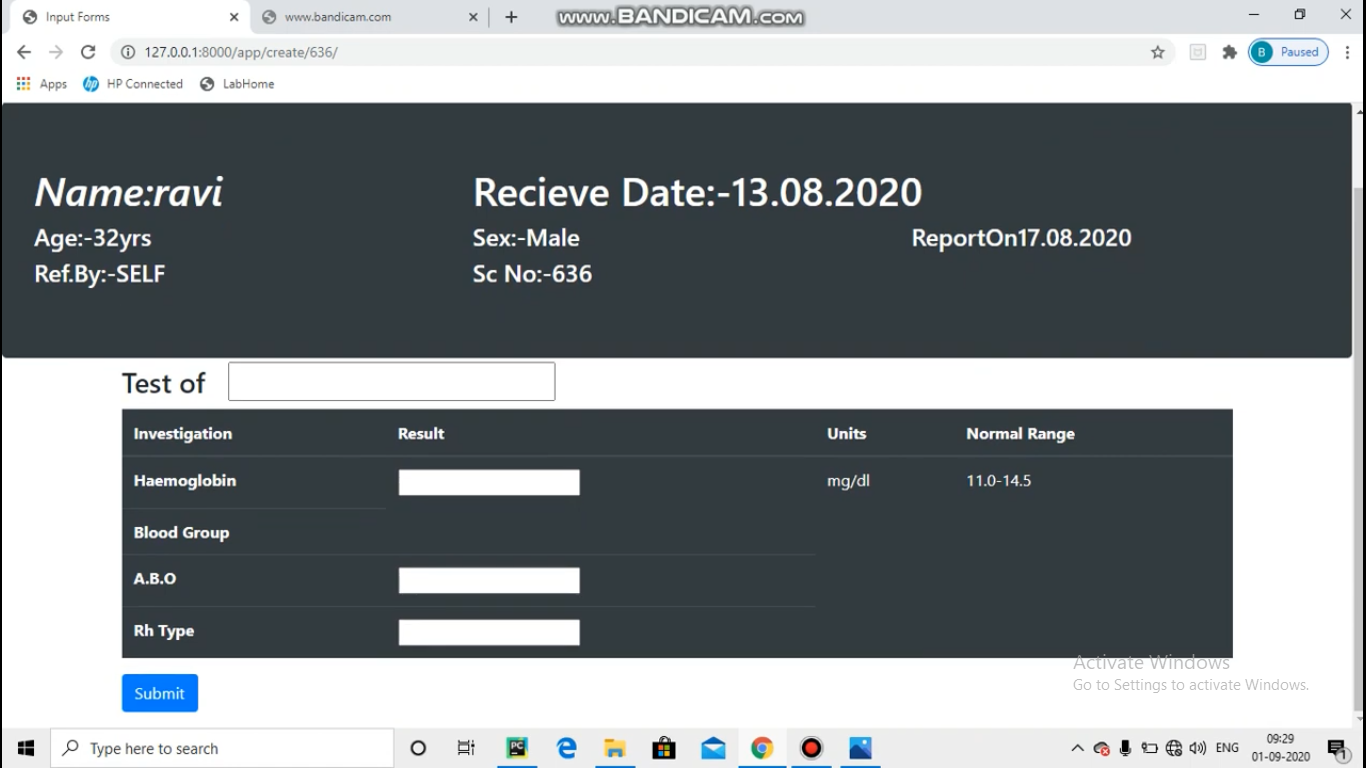 Input Forms
www.bandicam.com
www.BANDICAM.com
127.0.0.1:8000/app/create/636/
B Paused
Apps HP Connected LabHome
Name:ravi Recieve Date:-13.08.2020
Age:-32yrs Sex:-Male ReportOn17.08.2020
Ref.By:-SELF Sc No:-636
Test of
Investigation Result Units Normal Range
Haemoglobin mg/dl 11.0-14.5
Blood Group
A.B.O
Rh Type
Submit
Activate Windows
Go to Settings to activate Windows.
Type here to search
PC
ENG
09:29
01-09-2020
1